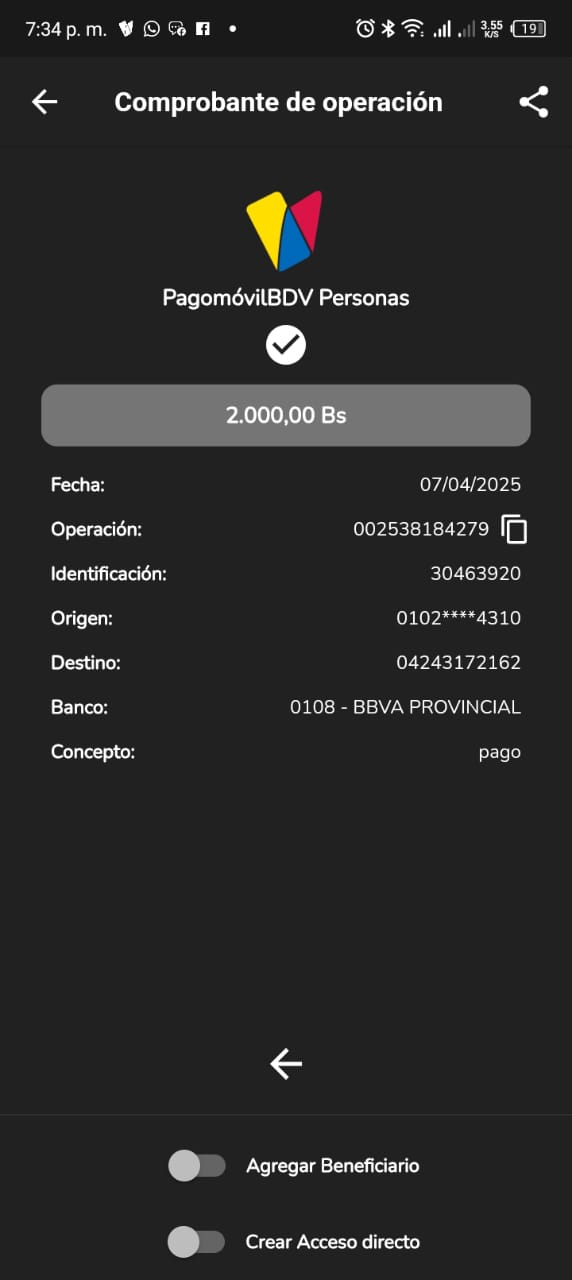 7:34 p. m.
3.55
K/S
19
Comprobante de operación
PagomóvilBDV Personas
2.000,00 Bs
Fecha: 07/04/2025
Operación: 002538184279
Identificación: 30463920
Origen: 0102****4310
Destino: 04243172162
Banco: 0108 - BBVA PROVINCIAL
Concepto: pago
Agregar Beneficiario
Crear Acceso directo